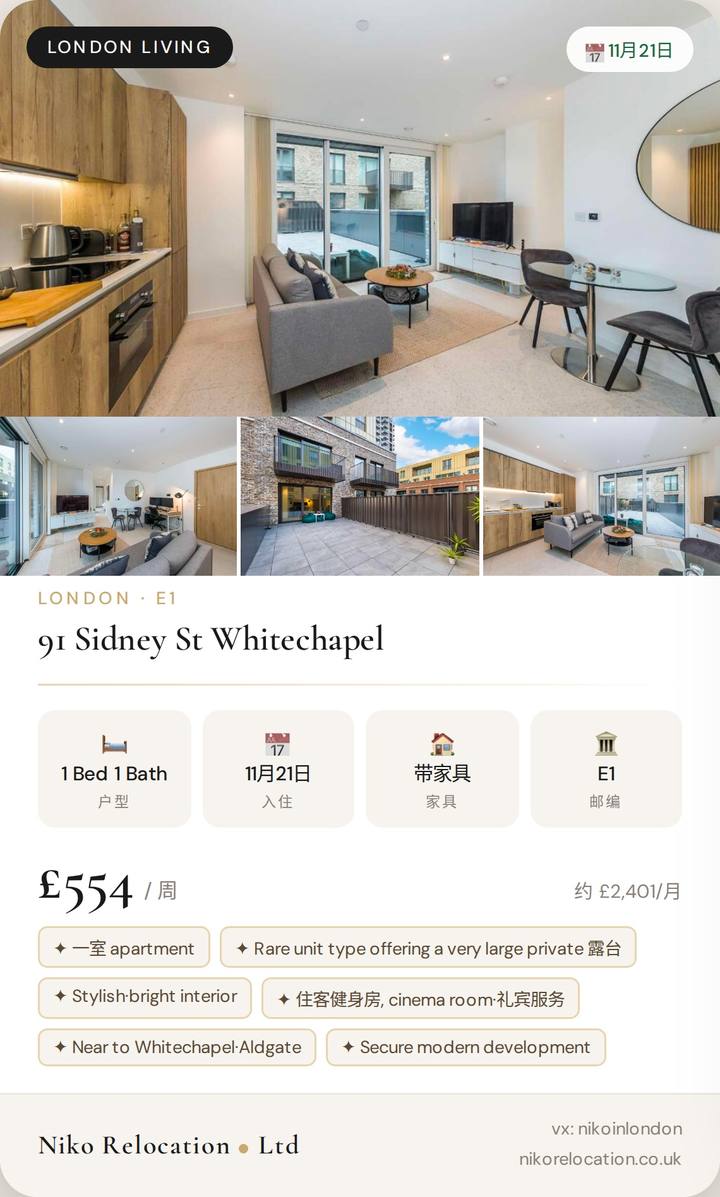 LONDON LIVING
📅 11月21日
LONDON · E1
91 Sidney St Whitechapel
1 Bed 1 Bath
户型
11月21日
入住
带家具
家具
E1
邮编
£554 / 周
约 £2,401/月
✦ 一室 apartment
✦ Rare unit type offering a very large private 露台
✦ Stylish·bright interior
✦ 住客健身房, cinema room·礼宾服务
✦ Near to Whitechapel·Aldgate
✦ Secure modern development
Niko Relocation • Ltd
vx: nikoinlondon
nikorelocation.co.uk